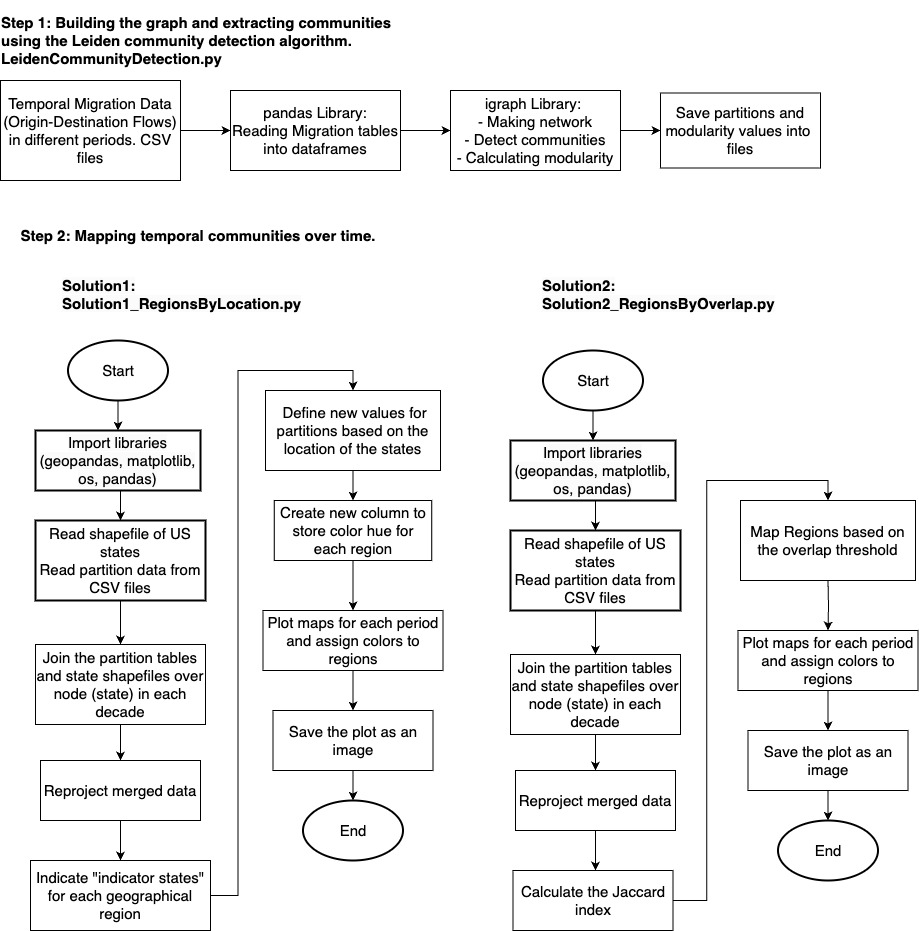 Step 1: Building the graph and extracting communities
using the Leiden community detection algorithm.
LeidenCommunityDetection.py
Temporal Migration Data
(Origin-Destination Flows)
in different periods. CSV
files
pandas Library:
Reading Migration tables
into dataframes
igraph Library:
- Making network
- Detect communities
- Calculating modularity
Save partitions and
modularity values into
files
Step 2: Mapping temporal communities over time.
Solution1:
Solution1_RegionsByLocation.py
Start
Import libraries
(geopandas, matplotlib,
os, pandas)
Read shapefile of US
states
Read partition data from
CSV files
Join the partition tables
and state shapefiles over
node (state) in each
decade
Reproject merged data
Indicate "indicator states"
for each geographical
region
Define new values for
partitions based on the
location of the states
Create new column to
store color hue for
each region
Plot maps for each period
and assign colors to
regions
Save the plot as an
image
End
Solution2:
Solution2_RegionsByOverlap.py
Start
Import libraries
(geopandas, matplotlib,
os, pandas)
Read shapefile of US
states
Read partition data from
CSV files
Join the partition tables
and state shapefiles over
node (state) in each
decade
Reproject merged data
Calculate the Jaccard
index
Map Regions based on
the overlap threshold
Plot maps for each period
and assign colors to
regions
Save the plot as an
image
End